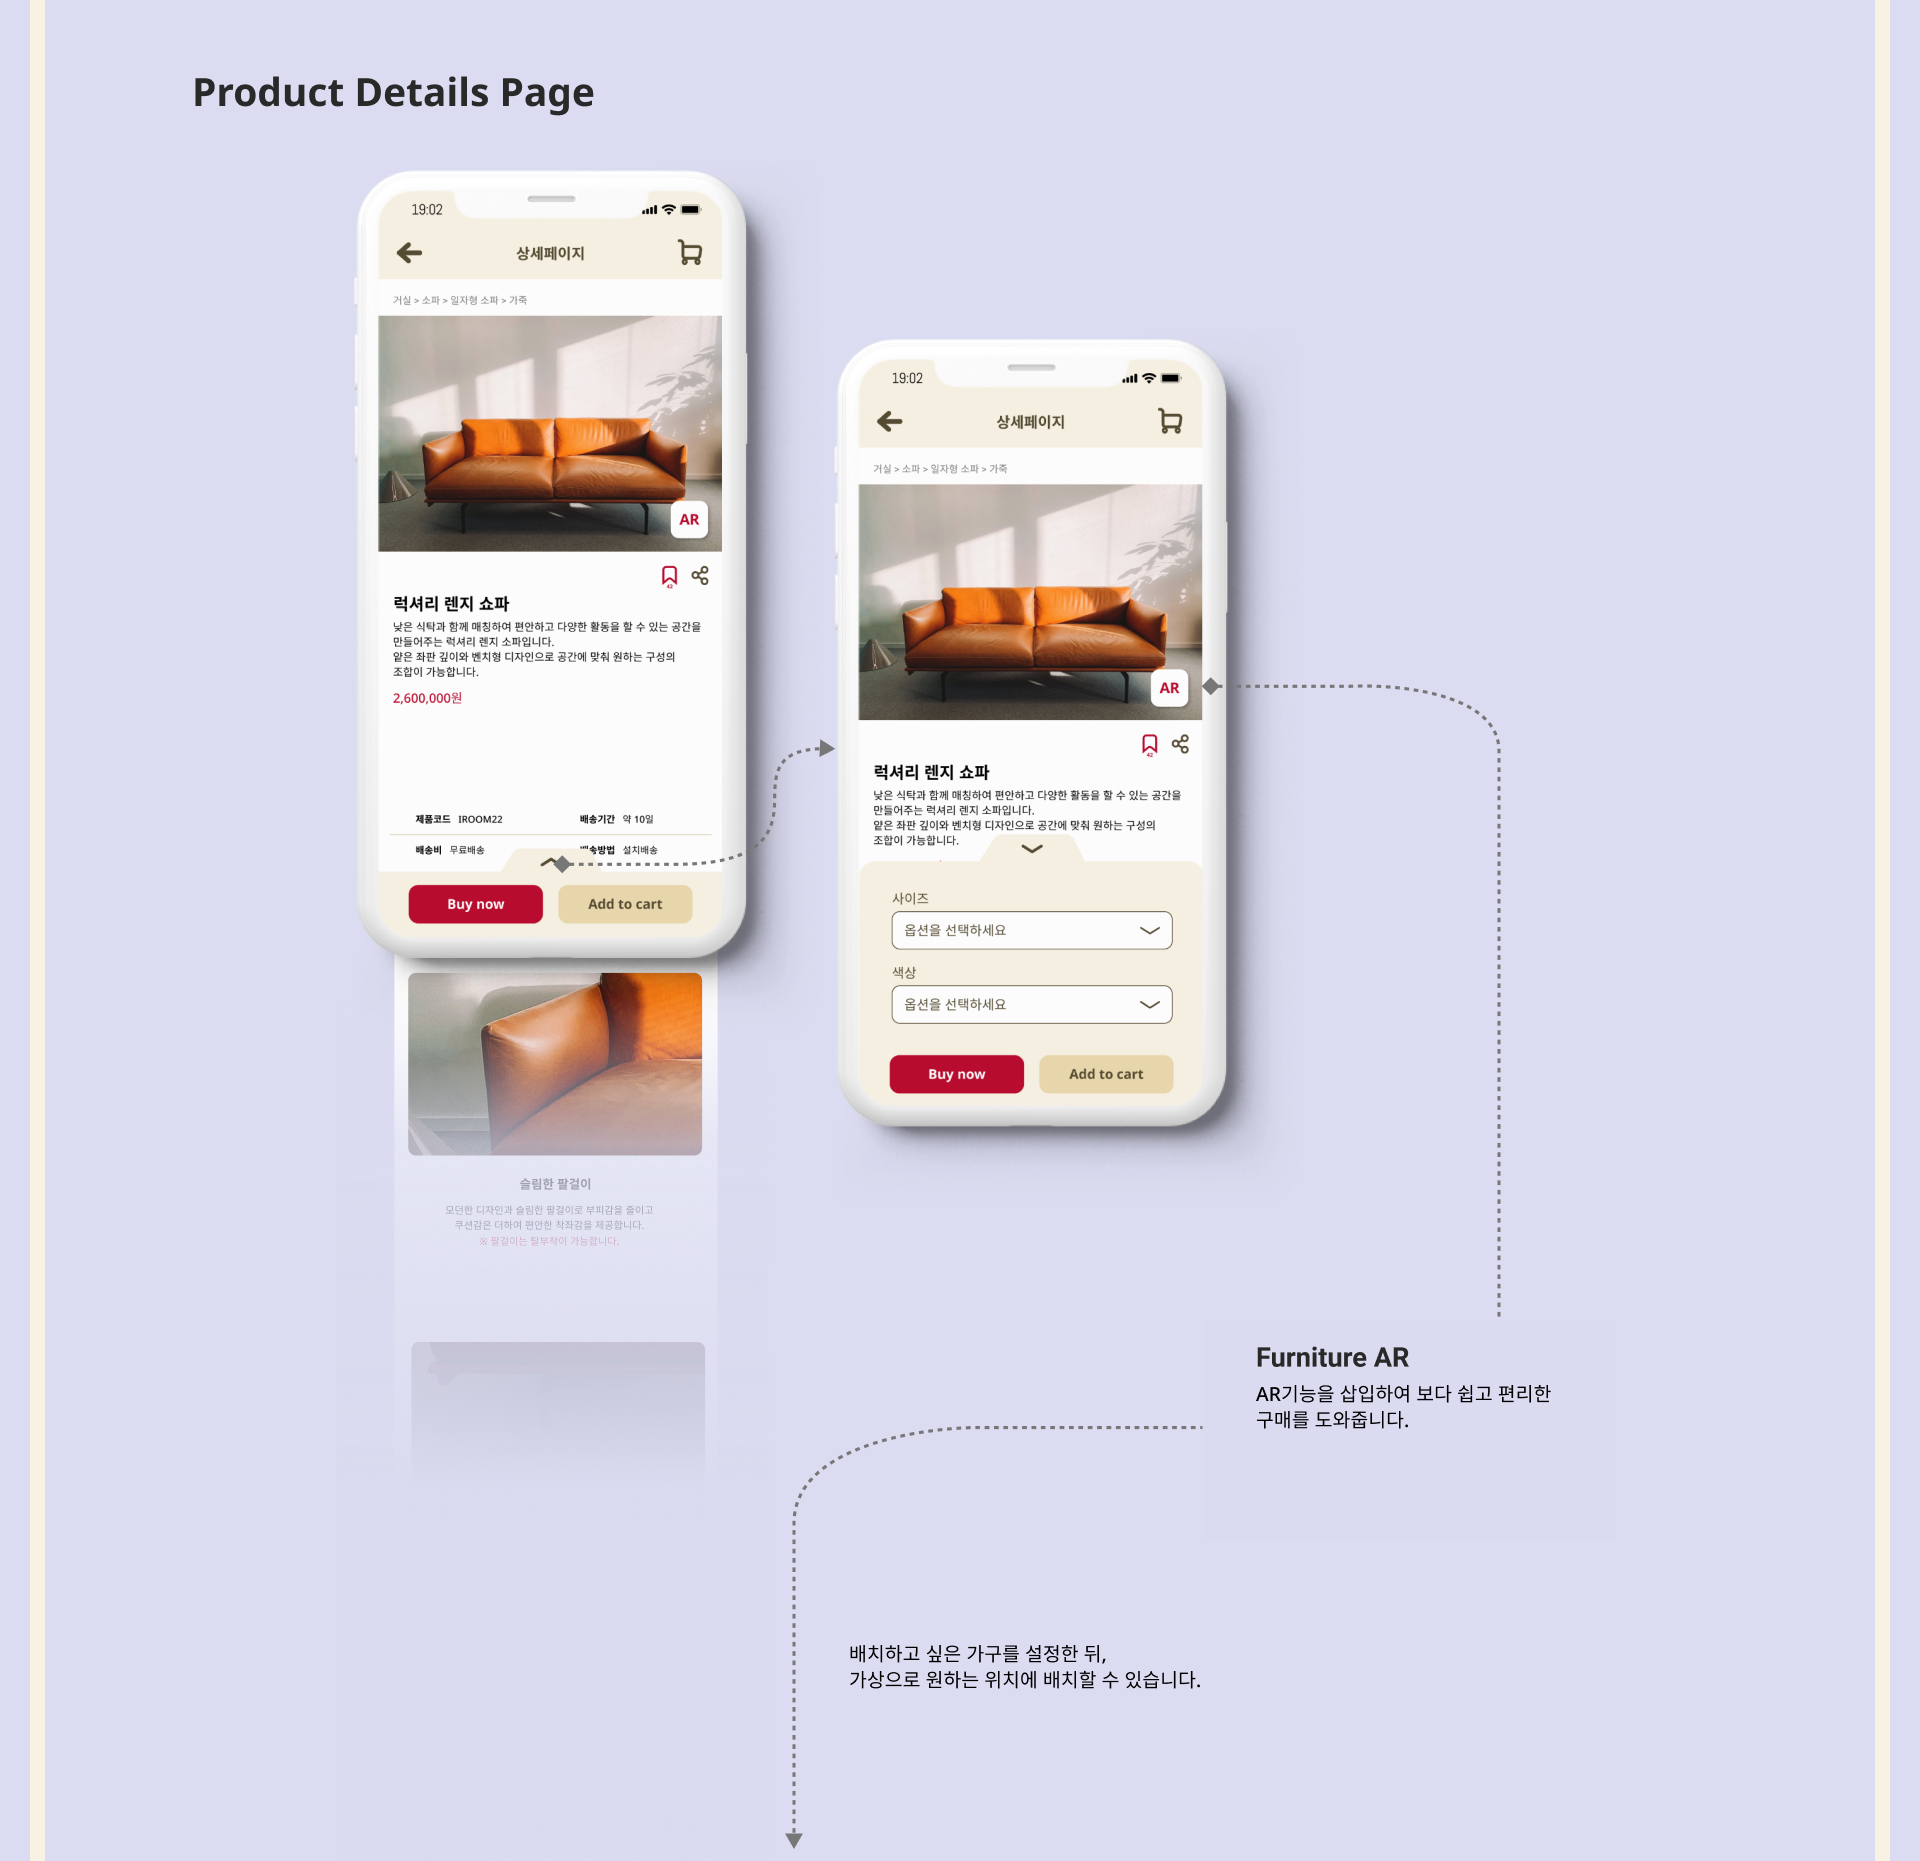 Product Details Page
19:02
상세페이지
거실 > 소파 > 일자형 소파 > 가죽
AR
42
럭셔리 렌지 쇼파
낮은 식탁과 함께 매칭하여 편안하고 다양한 활동을 할 수 있는 공간을
만들어주는 럭셔리 렌지 소파입니다.
얕은 좌판 깊이와 벤치형 디자인으로 공간에 맞춰 원하는 구성의
조합이 가능합니다.
2,600,000원
제품코드 IROOM22 배송기간 약 10일
배송비 무료배송 배송방법 설치배송
Buy now Add to cart
슬림한 팔걸이
모던한 디자인과 슬림한 팔걸이로 부피감을 줄이고
쿠션감은 더하여 편안한 착좌감을 제공합니다.
※ 팔걸이는 탈부착이 가능합니다.
19:02
상세페이지
거실 > 소파 > 일자형 소파 > 가죽
AR
42
럭셔리 렌지 쇼파
낮은 식탁과 함께 매칭하여 편안하고 다양한 활동을 할 수 있는 공간을
만들어주는 럭셔리 렌지 소파입니다.
얕은 좌판 깊이와 벤치형 디자인으로 공간에 맞춰 원하는 구성의
조합이 가능합니다.
사이즈
옵션을 선택하세요
색상
옵션을 선택하세요
Buy now Add to cart
Furniture AR
AR기능을 삽입하여 보다 쉽고 편리한
구매를 도와줍니다.
배치하고 싶은 가구를 설정한 뒤,
가상으로 원하는 위치에 배치할 수 있습니다.